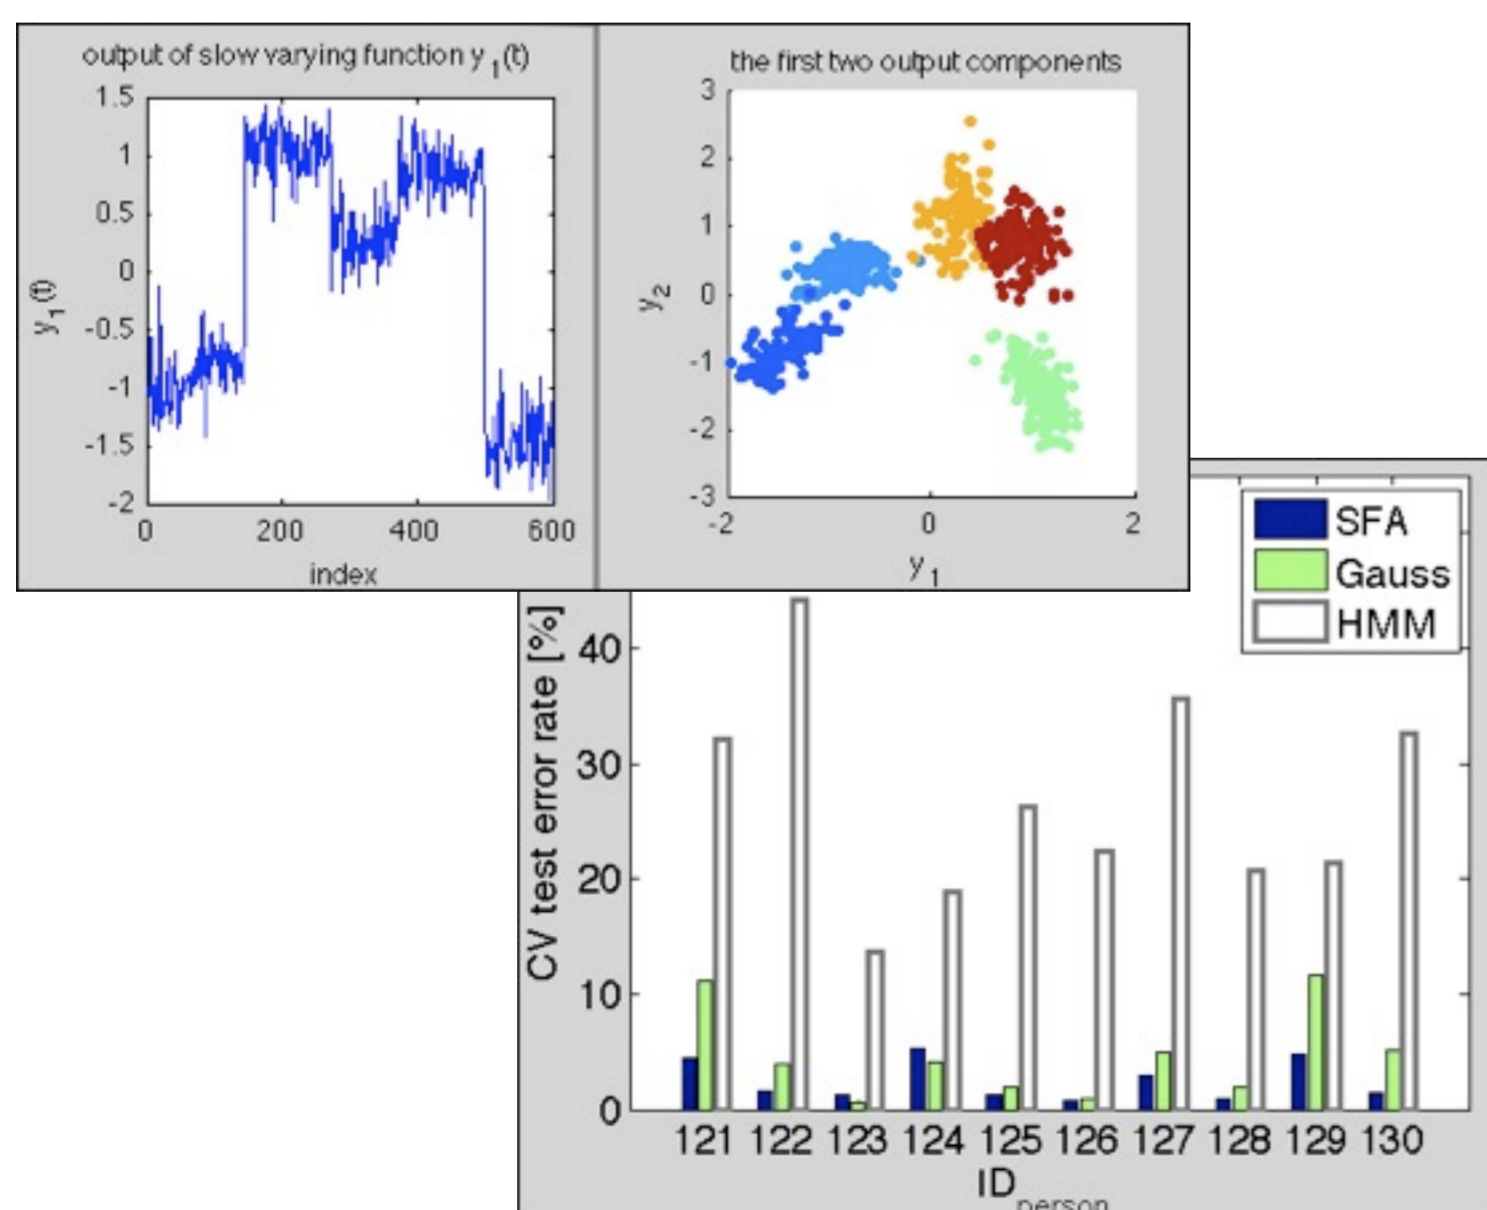 output of slow varying function y1(t)
1.5
1
0.5
0
-0.5
-1
-1.5
-2
y1(t)
0 200 400 600
index
the first two output components
3
2
1
0
-1
-2
-3
y2
-2 0 2
y1
SFA
Gauss
HMM
CV test error rate [%]
40
30
20
10
0
121 122 123 124 125 126 127 128 129 130
IDperson